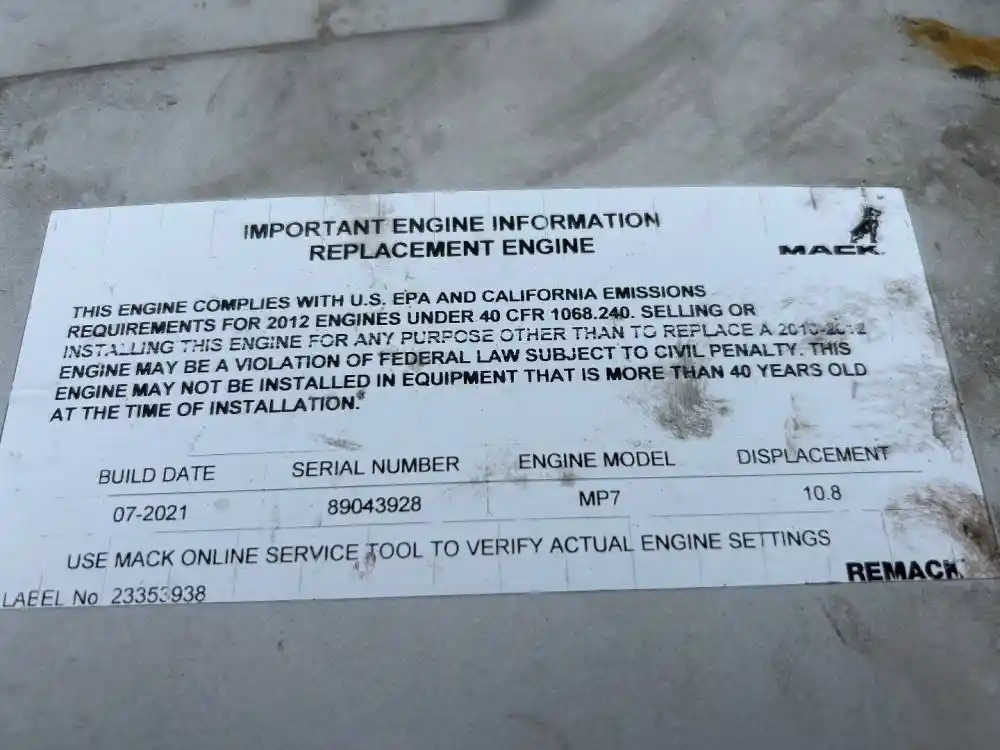 IMPORTANT ENGINE INFORMATION
REPLACEMENT ENGINE
MACK
THIS ENGINE COMPLIES WITH U.S. EPA AND CALIFORNIA EMISSIONS
REQUIREMENTS FOR 2012 ENGINES UNDER 40 CFR 1068.240. SELLING OR
INSTALLING THIS ENGINE FOR ANY PURPOSE OTHER THAN TO REPLACE A 2010-2012
ENGINE MAY BE A VIOLATION OF FEDERAL LAW SUBJECT TO CIVIL PENALTY. THIS
ENGINE MAY NOT BE INSTALLED IN EQUIPMENT THAT IS MORE THAN 40 YEARS OLD
AT THE TIME OF INSTALLATION.
BUILD DATE SERIAL NUMBER ENGINE MODEL DISPLACEMENT
07-2021 89043928 MP7 10.8
USE MACK ONLINE SERVICE TOOL TO VERIFY ACTUAL ENGINE SETTINGS
REMACK
LABEL No 23353938